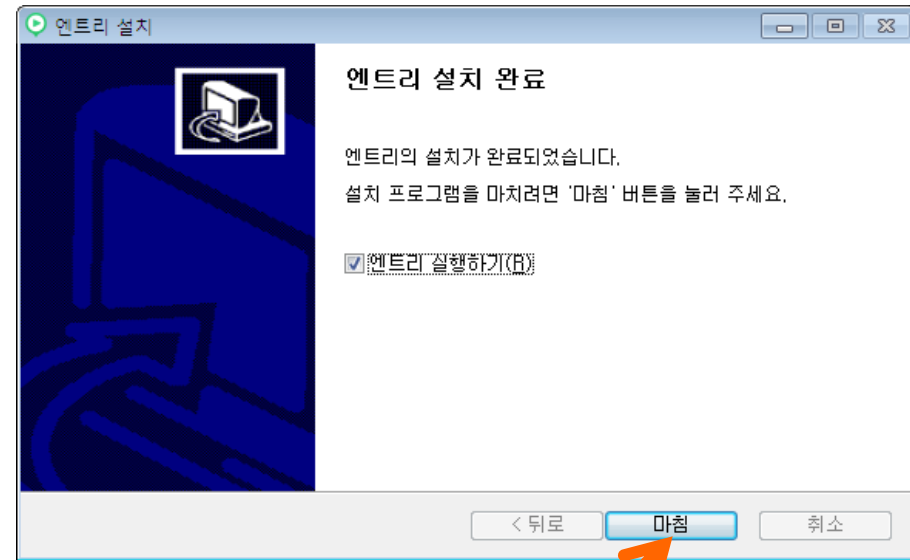 엔트리 설치
엔트리 설치 완료
엔트리의 설치가 완료되었습니다.
설치 프로그램을 마치려면 '마침' 버튼을 눌러 주세요.
엔트리 실행하기(R)
< 뒤로 마침 취소